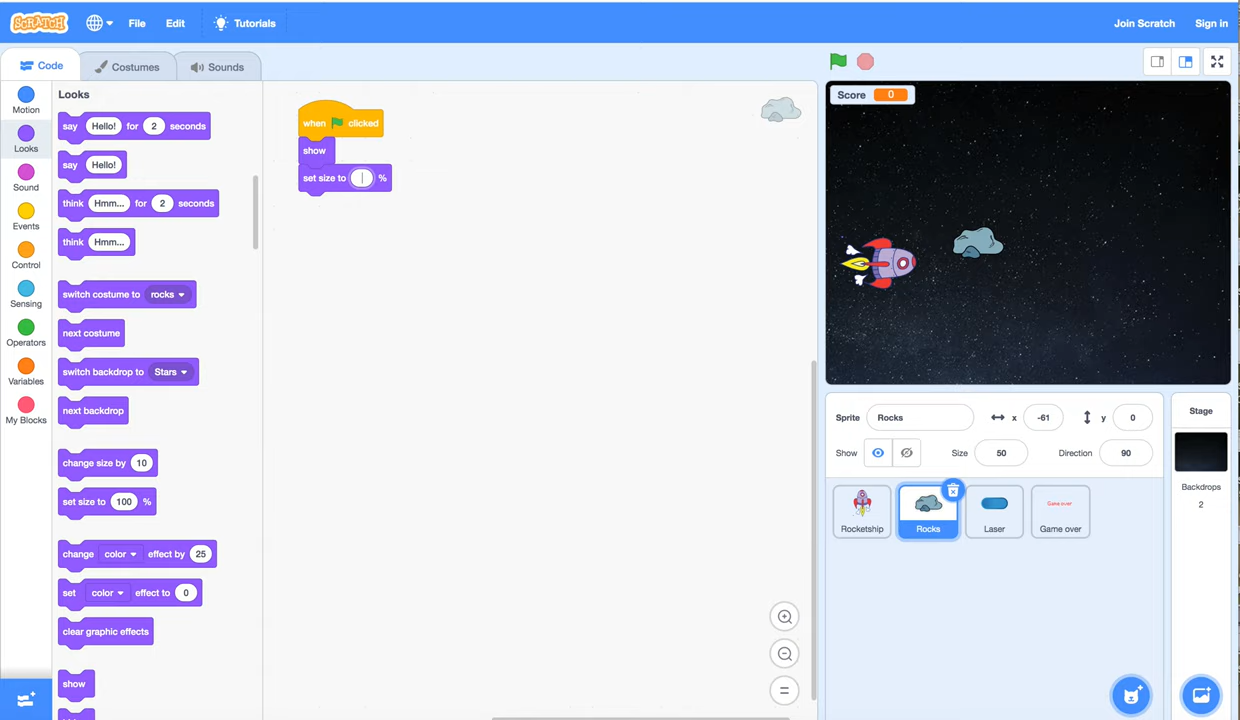 SCRATCH File Edit Tutorials Join Scratch Sign in
Code Costumes Sounds
Motion
Looks
Sound
Events
Control
Sensing
Operators
Variables
My Blocks
Looks
say Hello! for 2 seconds
say Hello!
think Hmm... for 2 seconds
think Hmm...
switch costume to rocks
next costume
switch backdrop to Stars
next backdrop
change size by 10
set size to 100 %
change color effect by 25
set color effect to 0
clear graphic effects
show
when clicked
show
set size to %
Score 0
Sprite Rocks x -61 y 0
Show Size 50 Direction 90
Rocketship
Rocks
Laser
Game over
Game over
Stage
Backdrops
2